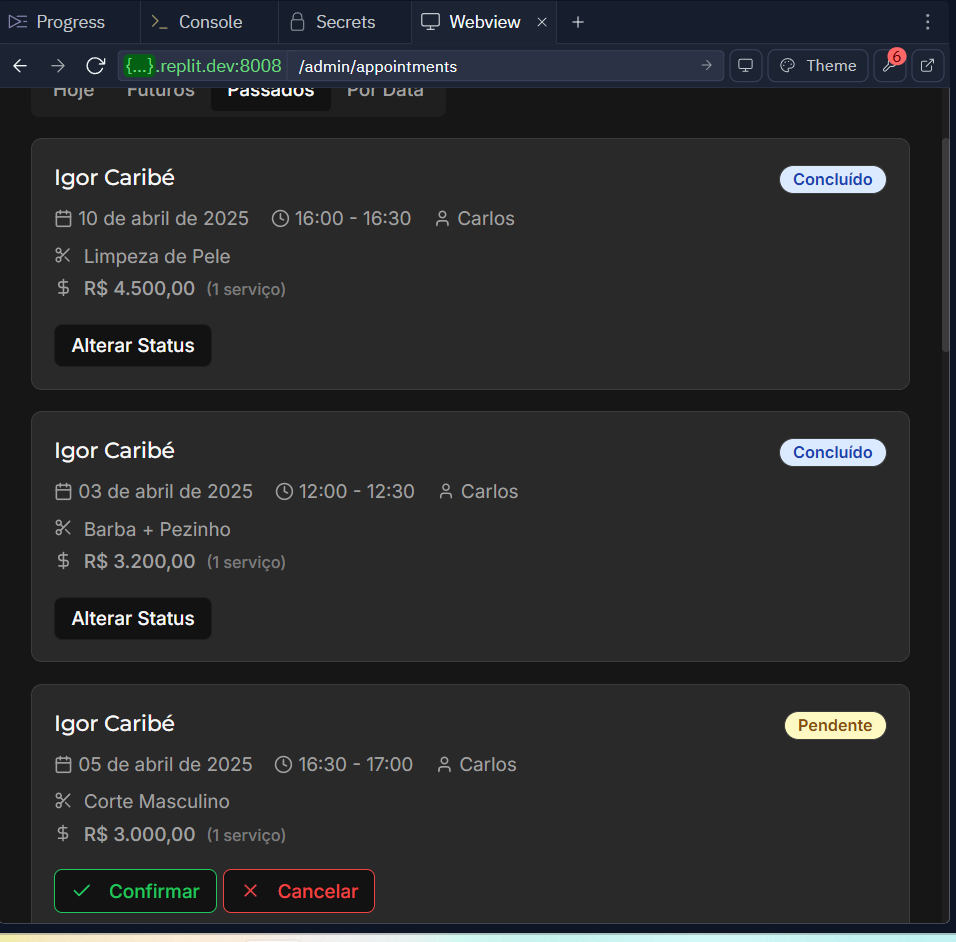 Progress Console Secrets Webview
{...}.replit.dev:8008 /admin/appointments Theme 6
Hoje Futuros Passados Por Data
Igor Caribé Concluído
10 de abril de 2025 16:00 - 16:30 Carlos
Limpeza de Pele
R$ 4.500,00 (1 serviço)
Alterar Status
Igor Caribé Concluído
03 de abril de 2025 12:00 - 12:30 Carlos
Barba + Pezinho
R$ 3.200,00 (1 serviço)
Alterar Status
Igor Caribé Pendente
05 de abril de 2025 16:30 - 17:00 Carlos
Corte Masculino
R$ 3.000,00 (1 serviço)
Confirmar Cancelar